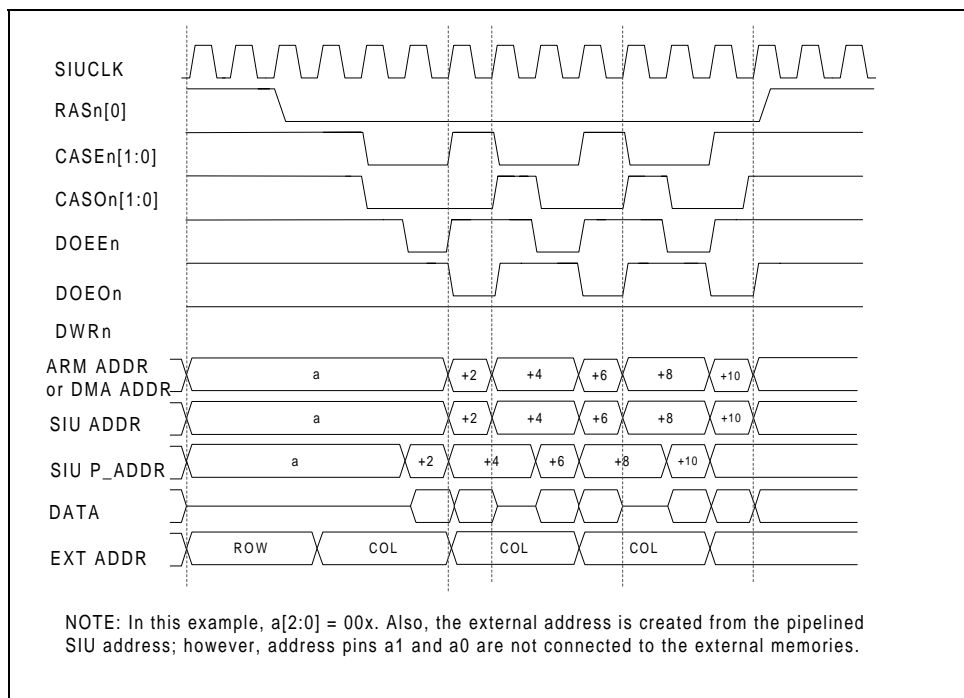 SIUCLK
RASn[0]
CASEn[1:0]
CASOn[1:0]
DOEEn
DOEOn
DWRn
ARM ADDR
or DMA ADDR
a +2 +4 +6 +8 +10
SIU ADDR
a +2 +4 +6 +8 +10
SIU P_ADDR
a +2 +4 +6 +8 +10
DATA
EXT ADDR
ROW COL COL COL
NOTE: In this example, a[2:0] = 00x. Also, the external address is created from the pipelined
SIU address; however, address pins a1 and a0 are not connected to the external memories.